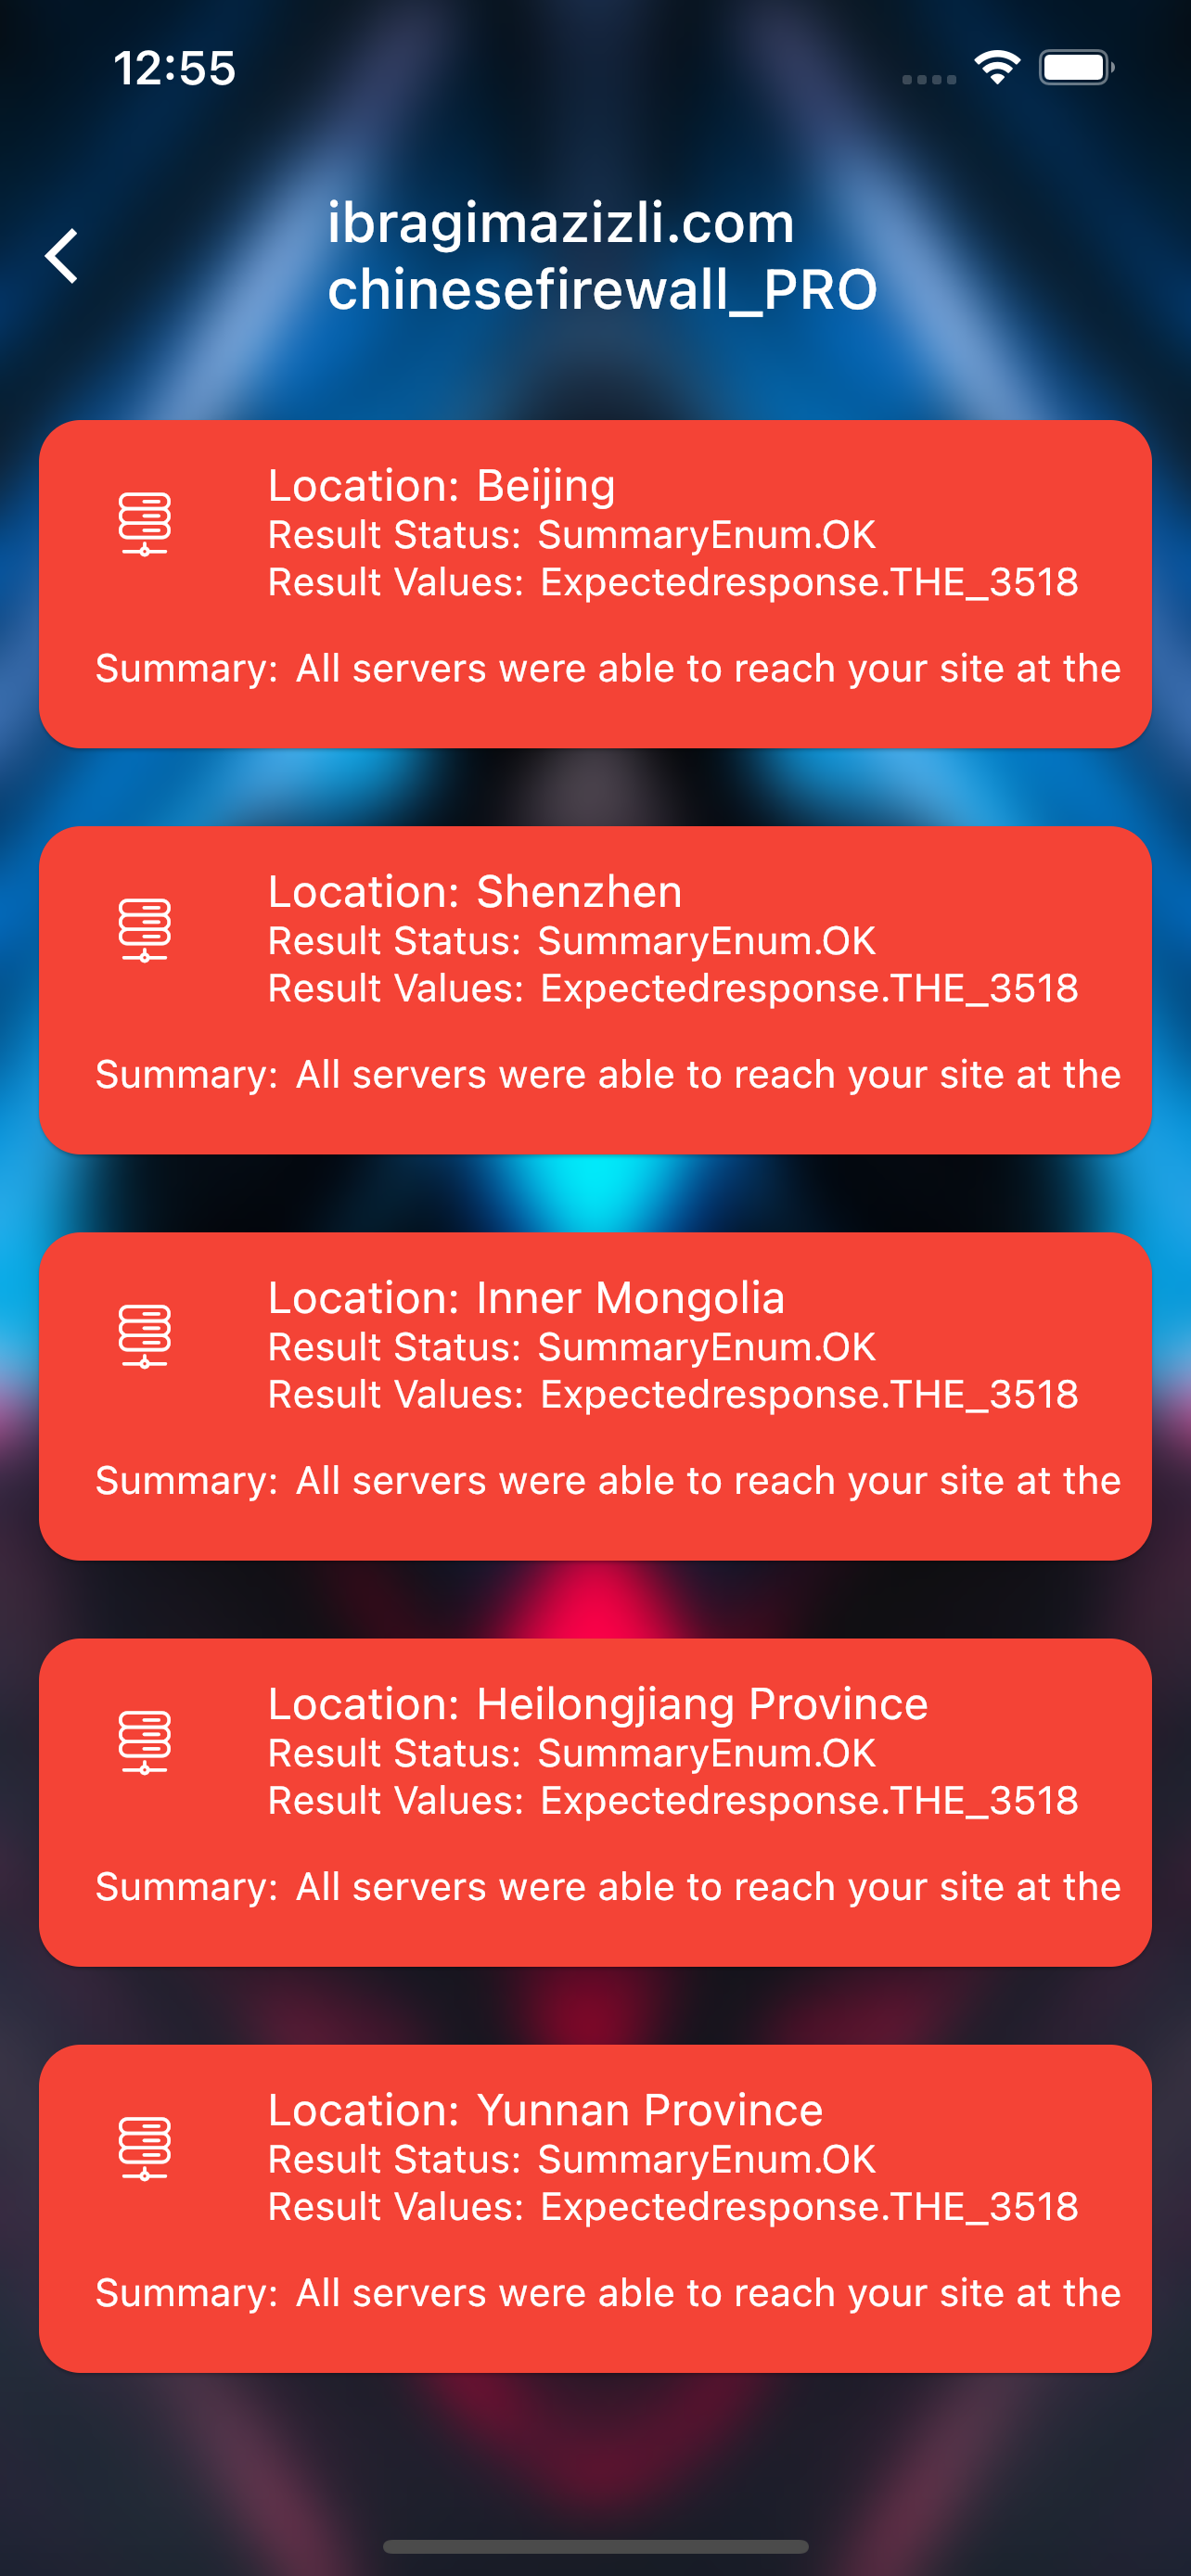 12:55
ibragimazizli.com
chinesefirewall_PRO
Location: Beijing
Result Status: SummaryEnum.OK
Result Values: Expectedresponse.THE_3518
Summary: All servers were able to reach your site at the
Location: Shenzhen
Result Status: SummaryEnum.OK
Result Values: Expectedresponse.THE_3518
Summary: All servers were able to reach your site at the
Location: Inner Mongolia
Result Status: SummaryEnum.OK
Result Values: Expectedresponse.THE_3518
Summary: All servers were able to reach your site at the
Location: Heilongjiang Province
Result Status: SummaryEnum.OK
Result Values: Expectedresponse.THE_3518
Summary: All servers were able to reach your site at the
Location: Yunnan Province
Result Status: SummaryEnum.OK
Result Values: Expectedresponse.THE_3518
Summary: All servers were able to reach your site at the